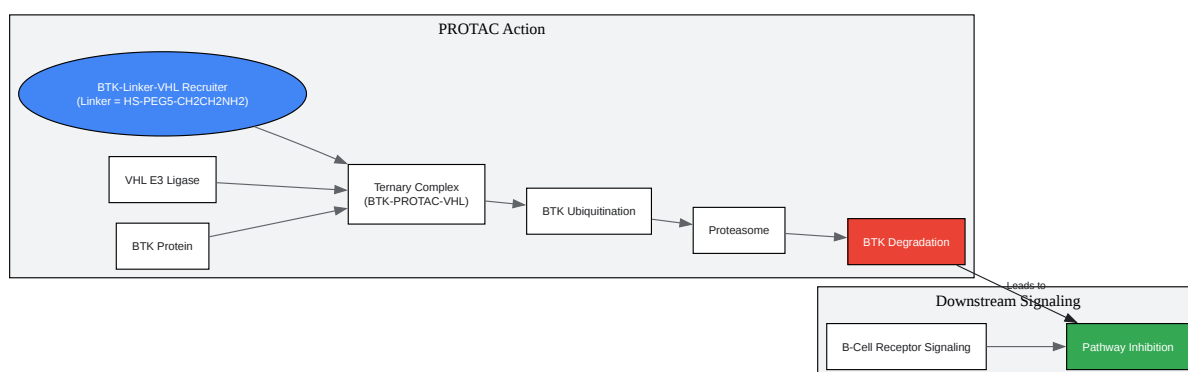 PROTAC Action
BTK-Linker-VHL Recruiter
(Linker = HS-PEG5-CH2CH2NH2)
VHL E3 Ligase
BTK Protein
Ternary Complex
(BTK-PROTAC-VHL)
BTK Ubiquitination
Proteasome
BTK Degradation
Leads to
Downstream Signaling
B-Cell Receptor Signaling
Pathway Inhibition